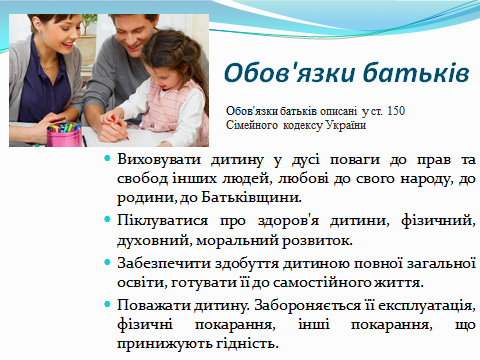 Обов'язки батьків
Обов'язки батьків описані у ст. 150
Сімейного кодексу України
Виховувати дитину у дусі поваги до прав та
свобод інших людей, любові до свого народу, до
родини, до Батьківщини.
Піклуватися про здоров'я дитини, фізичний,
духовний, моральний розвиток.
Забезпечити здобуття дитиною повної загальної
освіти, готувати її до самостійного життя.
Поважати дитину. Забороняється її експлуатація,
фізичні покарання, інші покарання, що
принижують гідність.